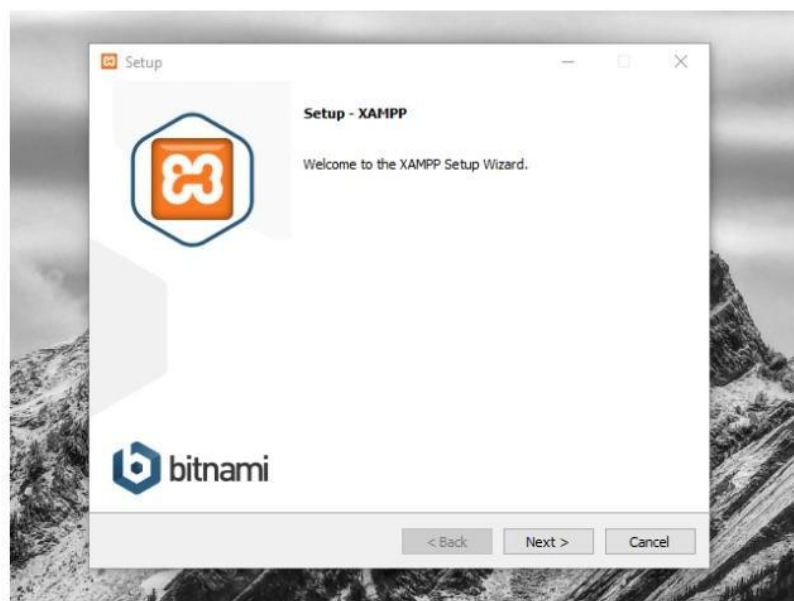 Setup
Setup - XAMPP
Welcome to the XAMPP Setup Wizard.
bitnami
< Back
Next >
Cancel